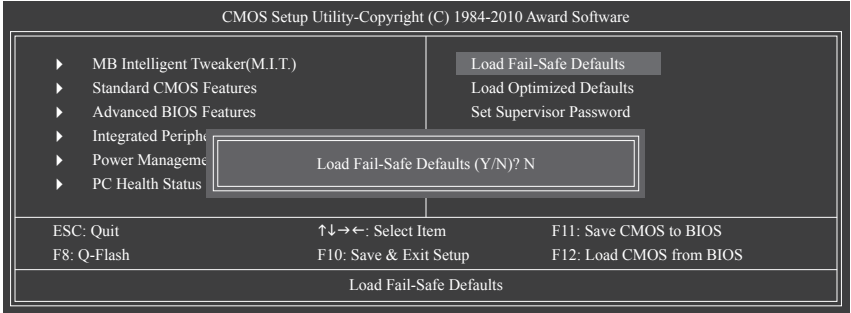 CMOS Setup Utility-Copyright (C) 1984-2010 Award Software
MB Intelligent Tweaker(M.I.T.)
Standard CMOS Features
Advanced BIOS Features
Integrated
Power
PC Health Status
Load Fail-Safe Defaults
Load Optimized Defaults
Set Supervisor Password
Load Fail-Safe Defaults (Y/N)? N
ESC: Quit
↑↓→←: Select Item
F11: Save CMOS to BIOS
F8: Q-Flash
F10: Save & Exit Setup
F12: Load CMOS from BIOS
Load Fail-Safe Defaults